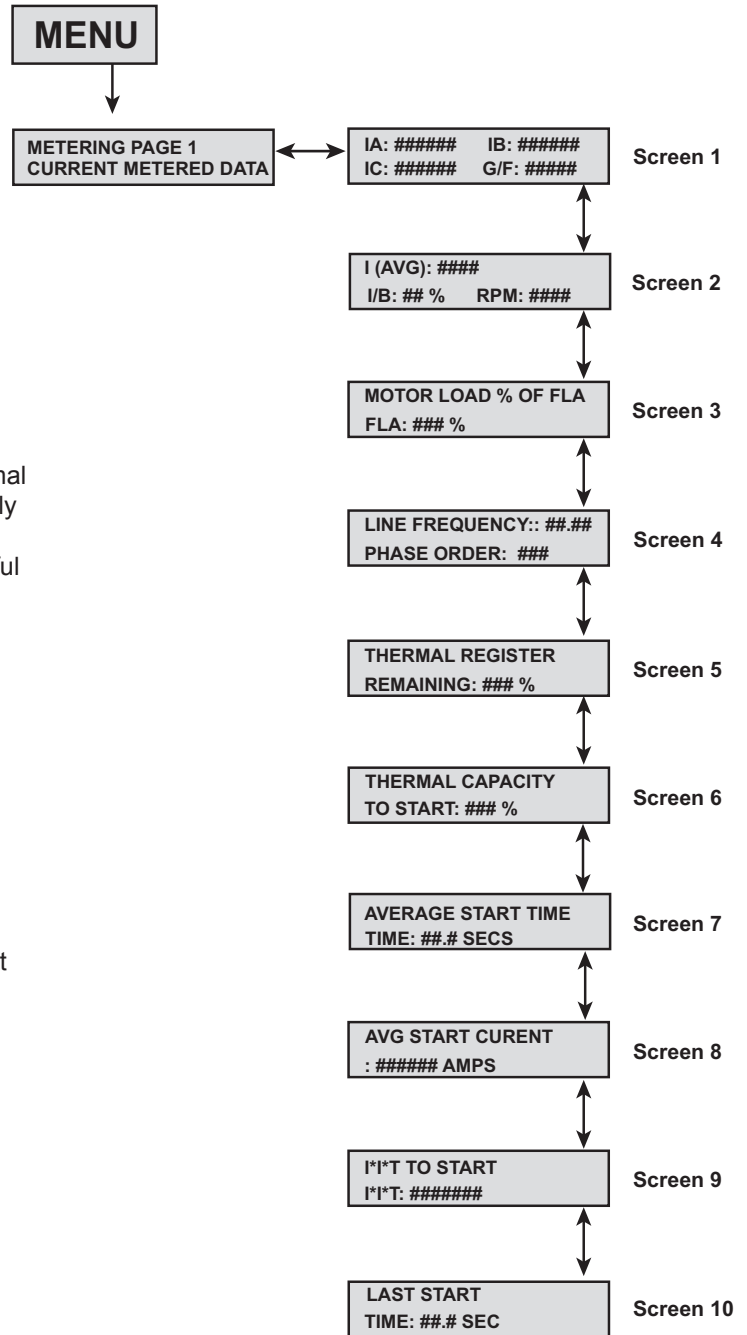 MENU
METERING PAGE 1
CURRENT METERED DATA
IA: ###### IB: ######
IC: ###### G/F: #####
Screen 1
I (AVG): ####
I/B: ## % RPM: ####
Screen 2
MOTOR LOAD % OF FLA
FLA: ### %
Screen 3
nal
ly
ul
LINE FREQUENCY:: ##.##
PHASE ORDER: ###
Screen 4
THERMAL REGISTER
REMAINING: ### %
Screen 5
THERMAL CAPACITY
TO START: ### %
Screen 6
AVERAGE START TIME
TIME: ##.# SECS
Screen 7
t
AVG START CURENT
: ###### AMPS
Screen 8
I*I*T TO START
I*I*T: #######
Screen 9
LAST START
TIME: ##.# SEC
Screen 10